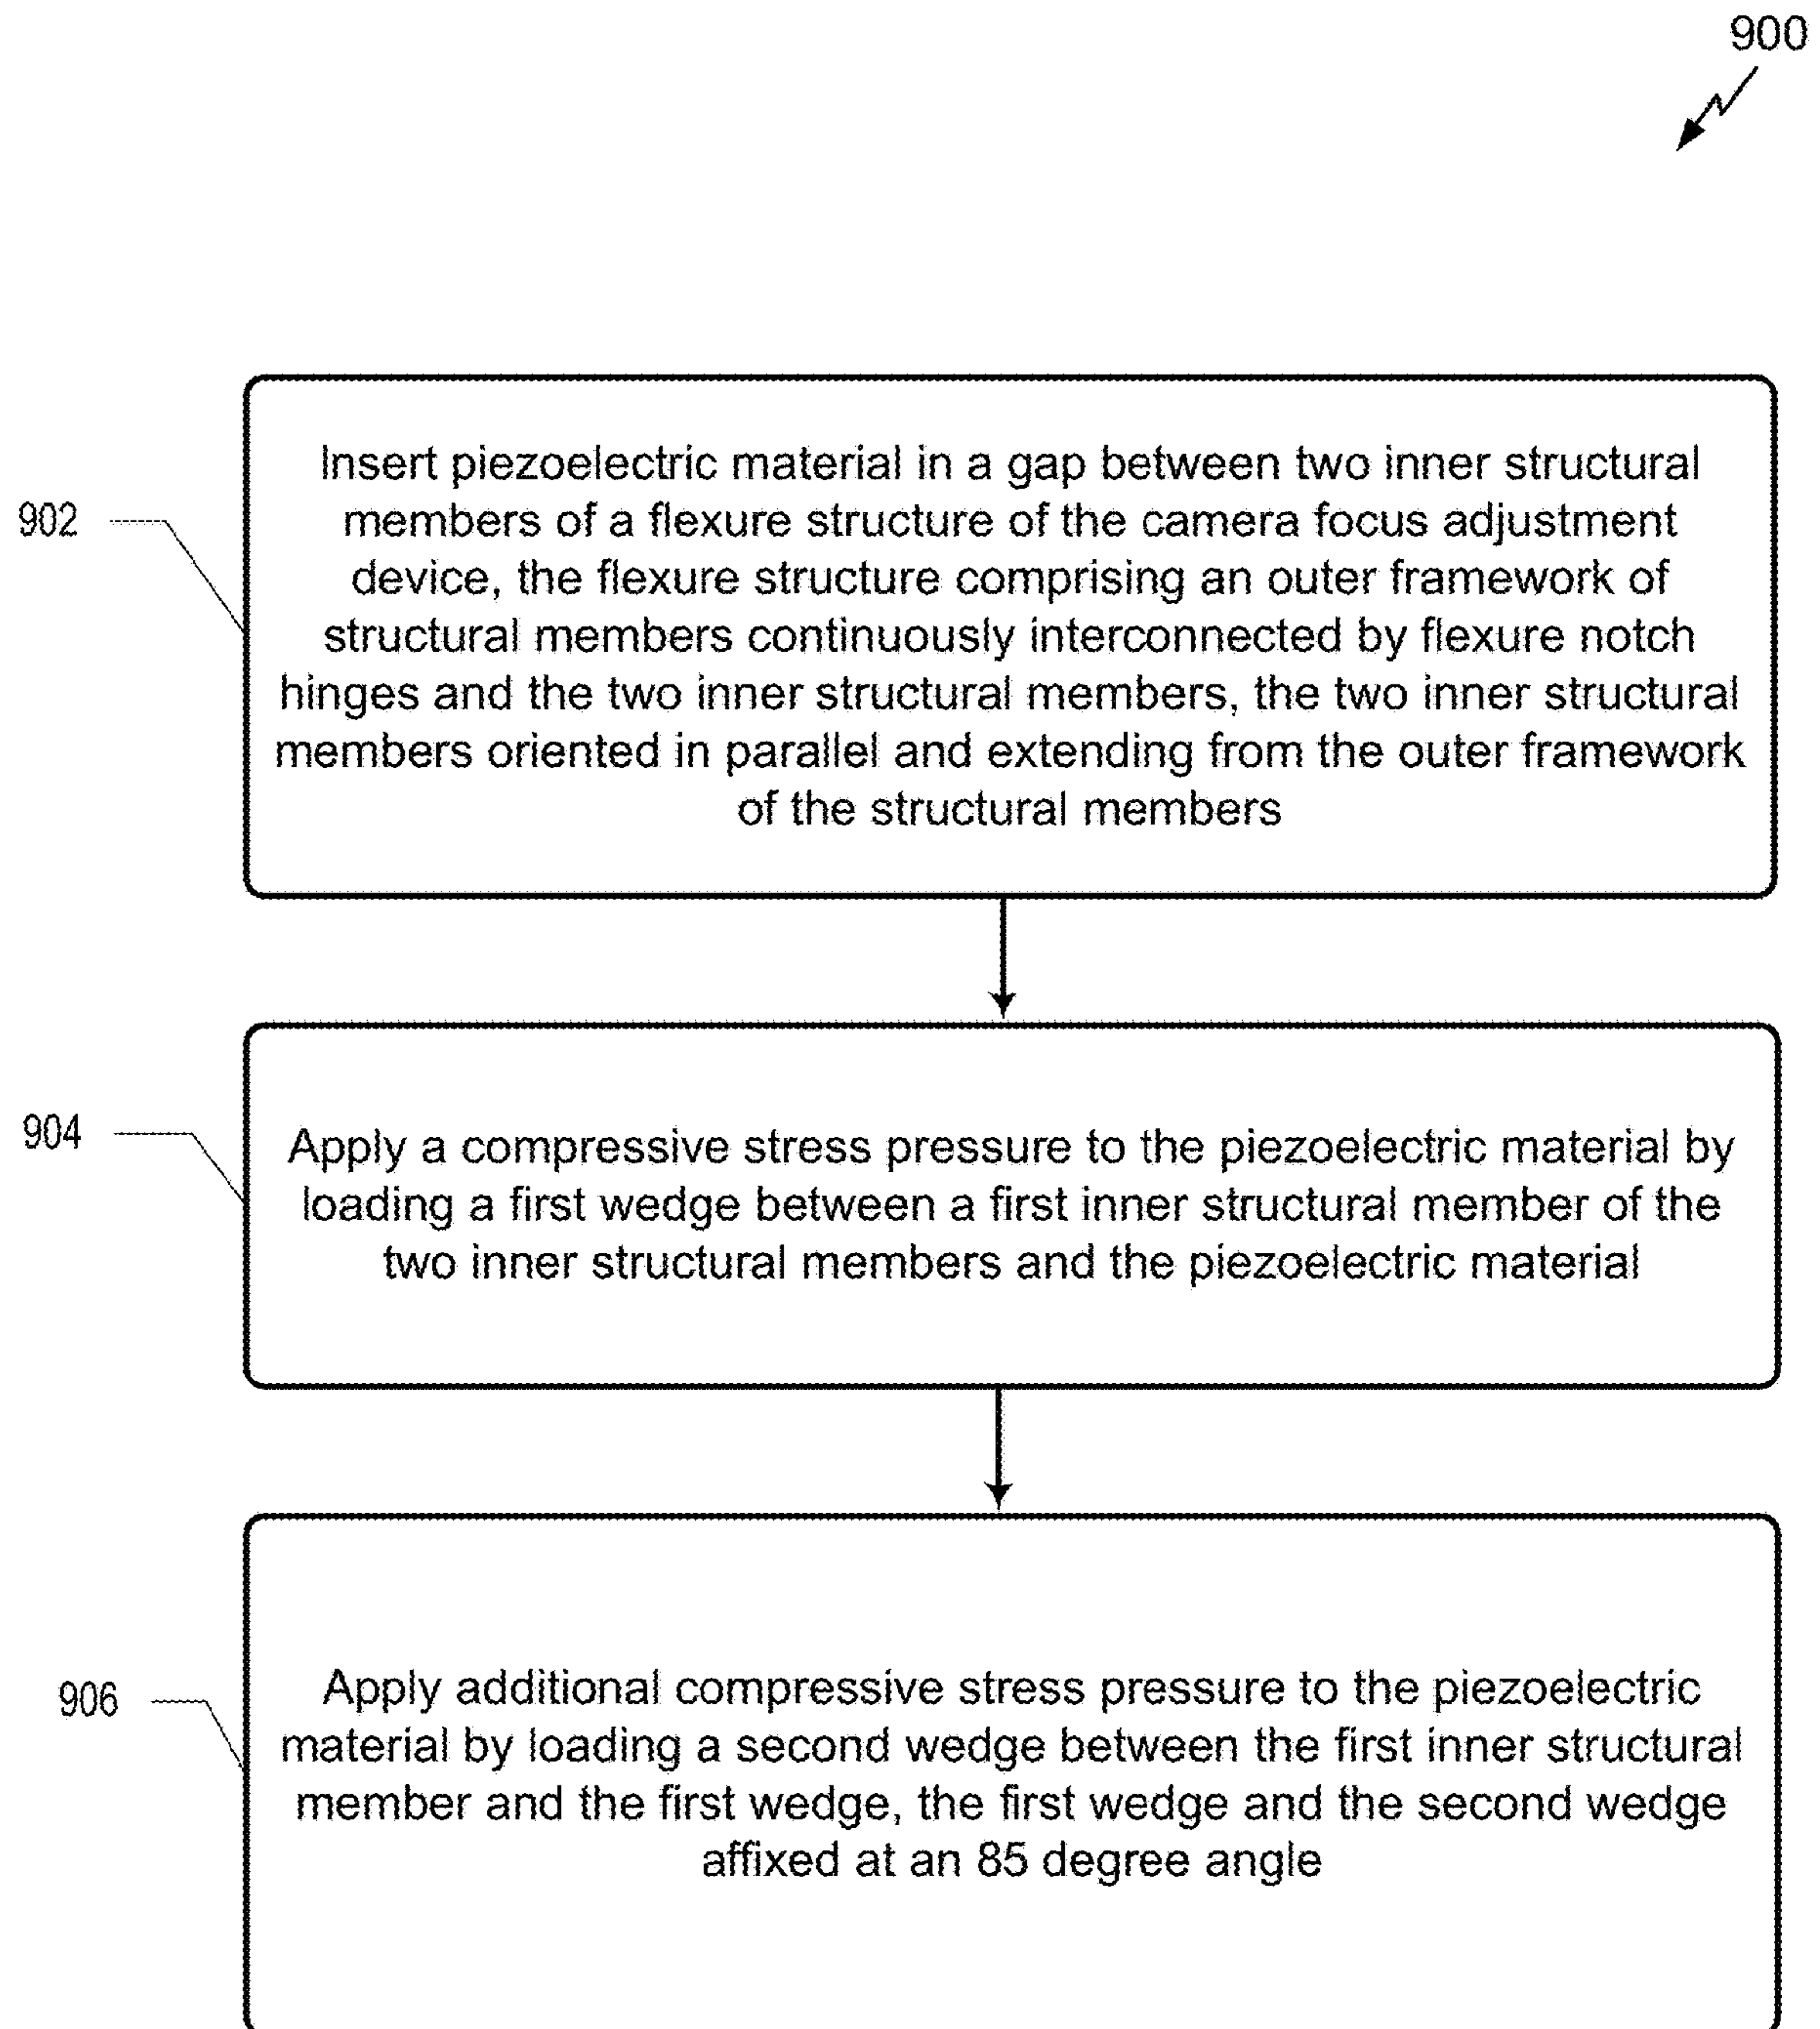 900
902
Insert piezoelectric material in a gap between two inner structural
members of a flexure structure of the camera focus adjustment
device, the flexure structure comprising an outer framework of
structural members continuously interconnected by flexure notch
hinges and the two inner structural members, the two inner structural
members oriented in parallel and extending from the outer framework
of the structural members
904
Apply a compressive stress pressure to the piezoelectric material by
loading a first wedge between a first inner structural member of the
two inner structural members and the piezoelectric material
906
Apply additional compressive stress pressure to the piezoelectric
material by loading a second wedge between the first inner structural
member and the first wedge, the first wedge and the second wedge
affixed at an 85 degree angle